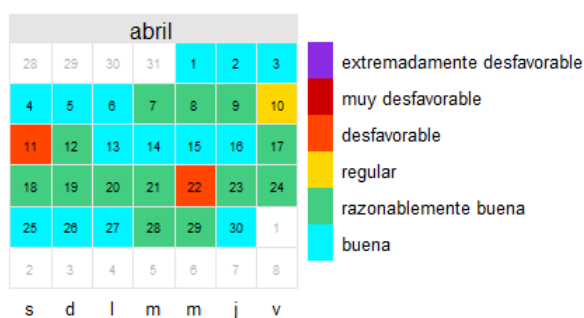 abril
28 29 30 31 1 2 3
4 5 6 7 8 9 10
11 12 13 14 15 16 17
18 19 20 21 22 23 24
25 26 27 28 29 30 1
2 3 4 5 6 7 8
s d l m m j v
extremadamente desfavorable
muy desfavorable
desfavorable
regular
razonablemente buena
buena